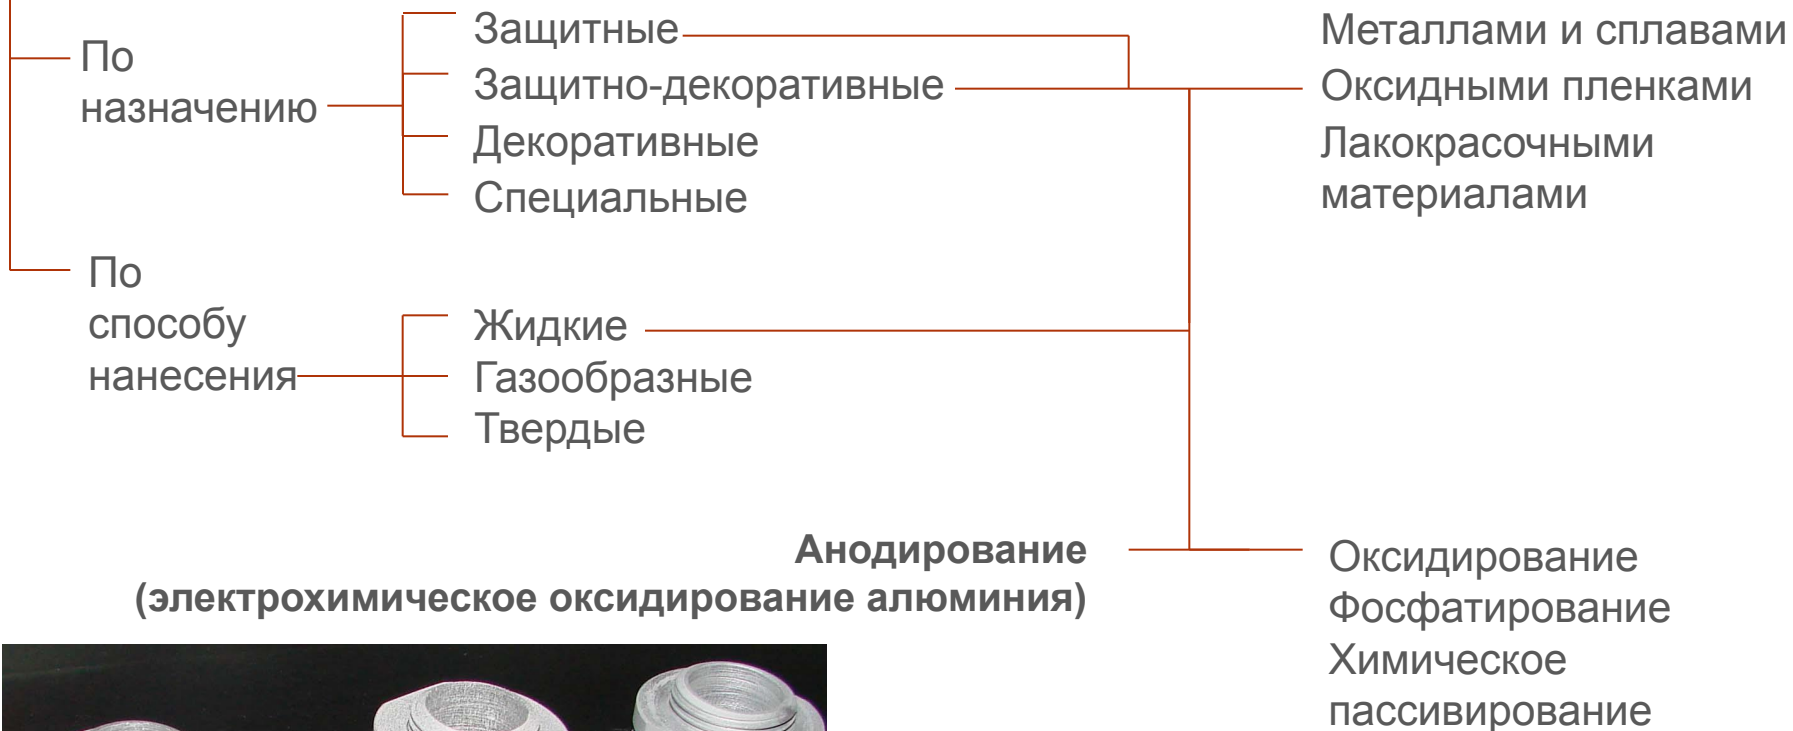 По
назначению
Защитные
Защитно-декоративные
Декоративные
Специальные
Металлами и сплавами
Оксидными пленками
Лакокрасочными
материалами
По
способу
нанесения
Жидкие
Газообразные
Твердые
Анодирование
(электрохимическое оксидирование алюминия)
Оксидирование
Фосфатирование
Химическое
пассивирование